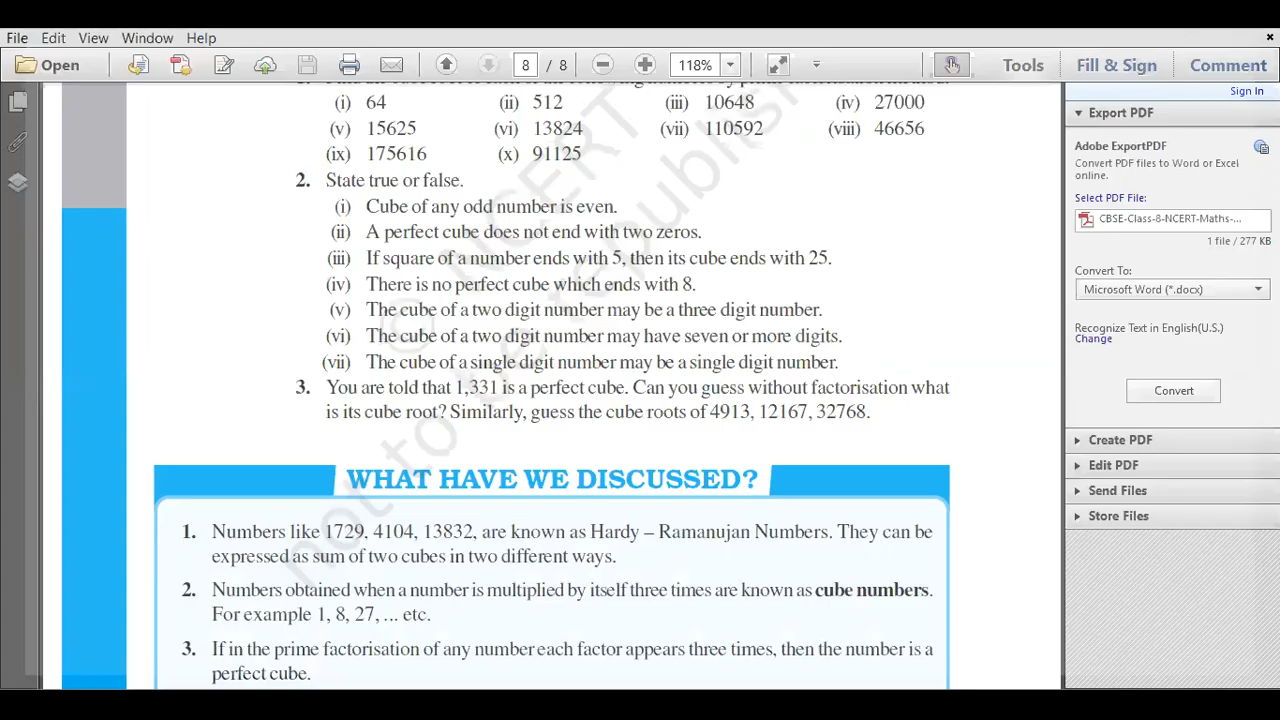 File Edit View Window Help
Open 8 / 8 118% Tools Fill & Sign Comment
(i) 64 (ii) 512 (iii) 10648 (iv) 27000
(v) 15625 (vi) 13824 (vii) 110592 (viii) 46656
(ix) 175616 (x) 91125
2. State true or false.
(i) Cube of any odd number is even.
(ii) A perfect cube does not end with two zeros.
(iii) If square of a number ends with 5, then its cube ends with 25.
(iv) There is no perfect cube which ends with 8.
(v) The cube of a two digit number may be a three digit number.
(vi) The cube of a two digit number may have seven or more digits.
(vii) The cube of a single digit number may be a single digit number.
3. You are told that 1,331 is a perfect cube. Can you guess without factorisation what
is its cube root? Similarly, guess the cube roots of 4913, 12167, 32768.
WHAT HAVE WE DISCUSSED?
1. Numbers like 1729, 4104, 13832, are known as Hardy – Ramanujan Numbers. They can be
expressed as sum of two cubes in two different ways.
2. Numbers obtained when a number is multiplied by itself three times are known as cube numbers.
For example 1, 8, 27, ... etc.
3. If in the prime factorisation of any number each factor appears three times, then the number is a
perfect cube.
© NCERT
not to be republish
Sign In
Export PDF
Adobe ExportPDF
Convert PDF files to Word or Excel
online.
Select PDF File:
CBSE-Class-8-NCERT-Maths-...
1 file / 277 KB
Convert To:
Microsoft Word (*.docx)
Recognize Text in English(U.S.)
Change
Convert
Create PDF
Edit PDF
Send Files
Store Files